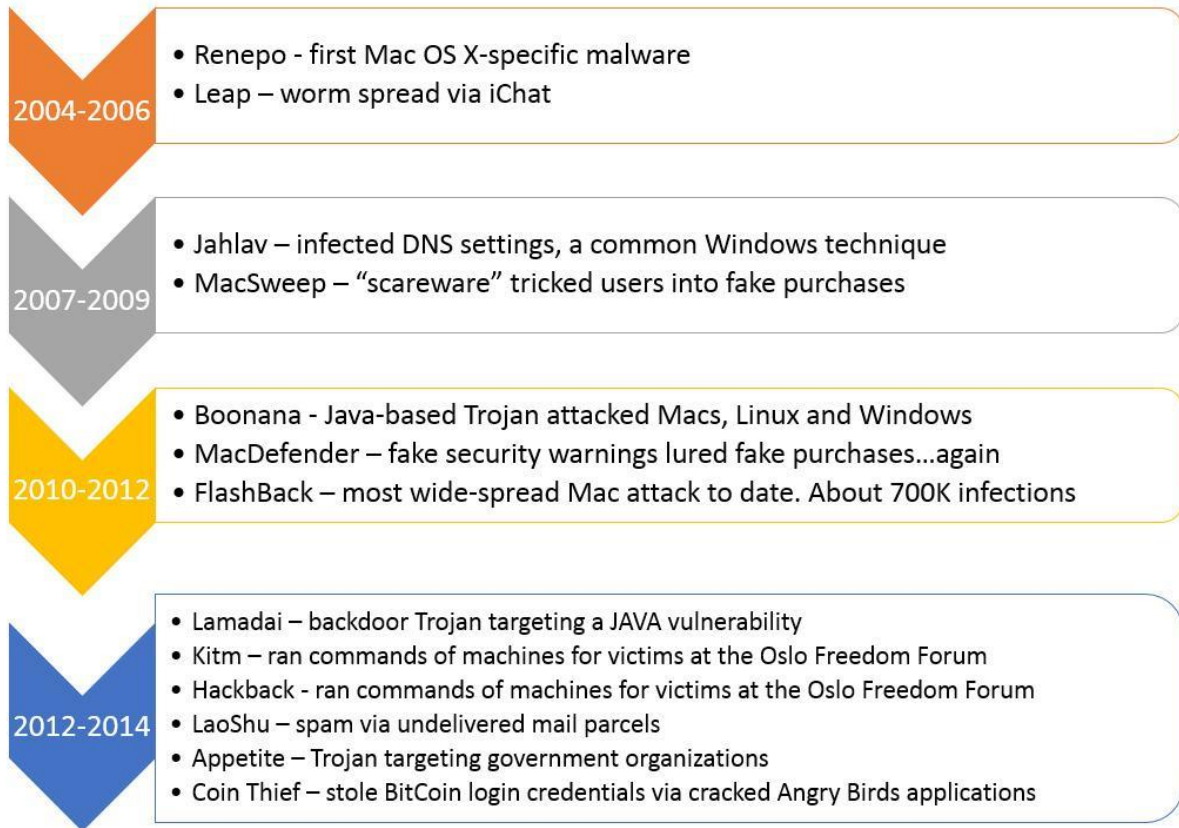 2004-2006
• Renepo - first Mac OS X-specific malware
• Leap – worm spread via iChat
2007-2009
• Jahlav – infected DNS settings, a common Windows technique
• MacSweep – “scareware” tricked users into fake purchases
2010-2012
• Boonana - Java-based Trojan attacked Macs, Linux and Windows
• MacDefender – fake security warnings lured fake purchases...again
• FlashBack – most wide-spread Mac attack to date. About 700K infections
2012-2014
• Lamadai – backdoor Trojan targeting a JAVA vulnerability
• Kitm – ran commands of machines for victims at the Oslo Freedom Forum
• Hackback - ran commands of machines for victims at the Oslo Freedom Forum
• LaoShu – spam via undelivered mail parcels
• Appetite – Trojan targeting government organizations
• Coin Thief – stole BitCoin login credentials via cracked Angry Birds applications